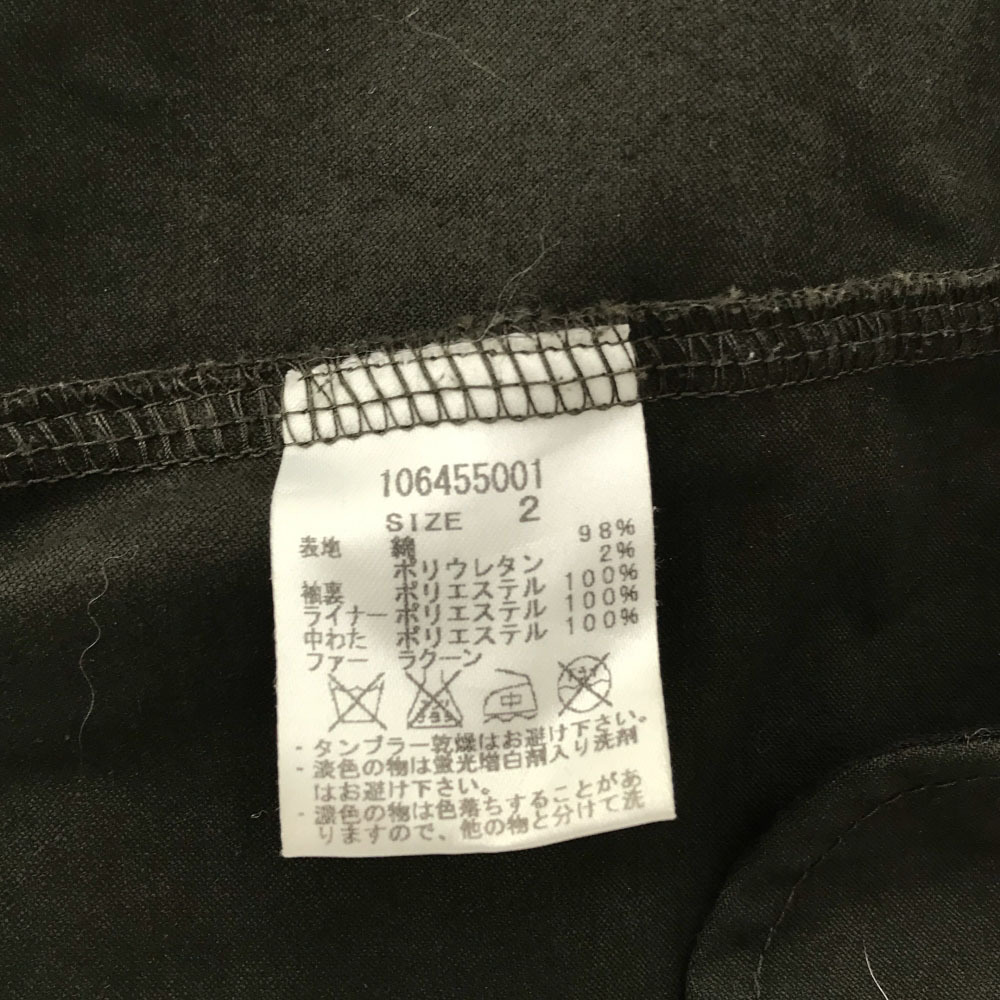 106455001
SIZE 2
表地 綿 98%
ポリウレタン 2%
袖裏 ポリエステル 100%
ライナー ポリエステル 100%
中わた ポリエステル 100%
ファー ラクーン
中
・タンブラー乾燥はお避け下さい。
・淡色の物は蛍光増白剤入り洗剤
はお避け下さい。
・濃色の物は色落ちすることがあ
りますので、他の物と分けて洗